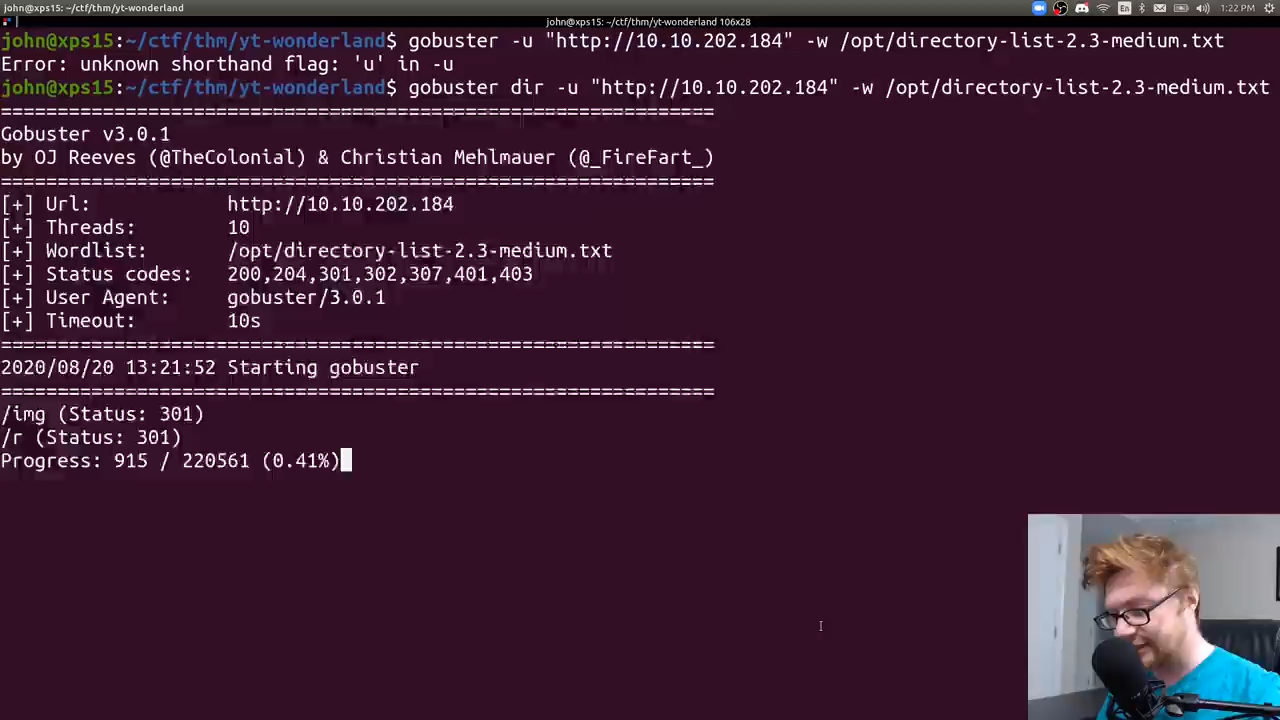 john@xps15: ~/ctf/thm/yt-wonderland
En
1:22 PM
john@xps15: ~/ctf/thm/yt-wonderland 106x28
john@xps15:~/ctf/thm/yt-wonderland$ gobuster -u "http://10.10.202.184" -w /opt/directory-list-2.3-medium.txt
Error: unknown shorthand flag: 'u' in -u
john@xps15:~/ctf/thm/yt-wonderland$ gobuster dir -u "http://10.10.202.184" -w /opt/directory-list-2.3-medium.txt
===============================================================
Gobuster v3.0.1
by OJ Reeves (@TheColonial) & Christian Mehlmauer (@_FireFart_)
===============================================================
[+] Url:            http://10.10.202.184
[+] Threads:        10
[+] Wordlist:       /opt/directory-list-2.3-medium.txt
[+] Status codes:   200,204,301,302,307,401,403
[+] User Agent:     gobuster/3.0.1
[+] Timeout:        10s
===============================================================
2020/08/20 13:21:52 Starting gobuster
===============================================================
/img (Status: 301)
/r (Status: 301)
Progress: 915 / 220561 (0.41%)